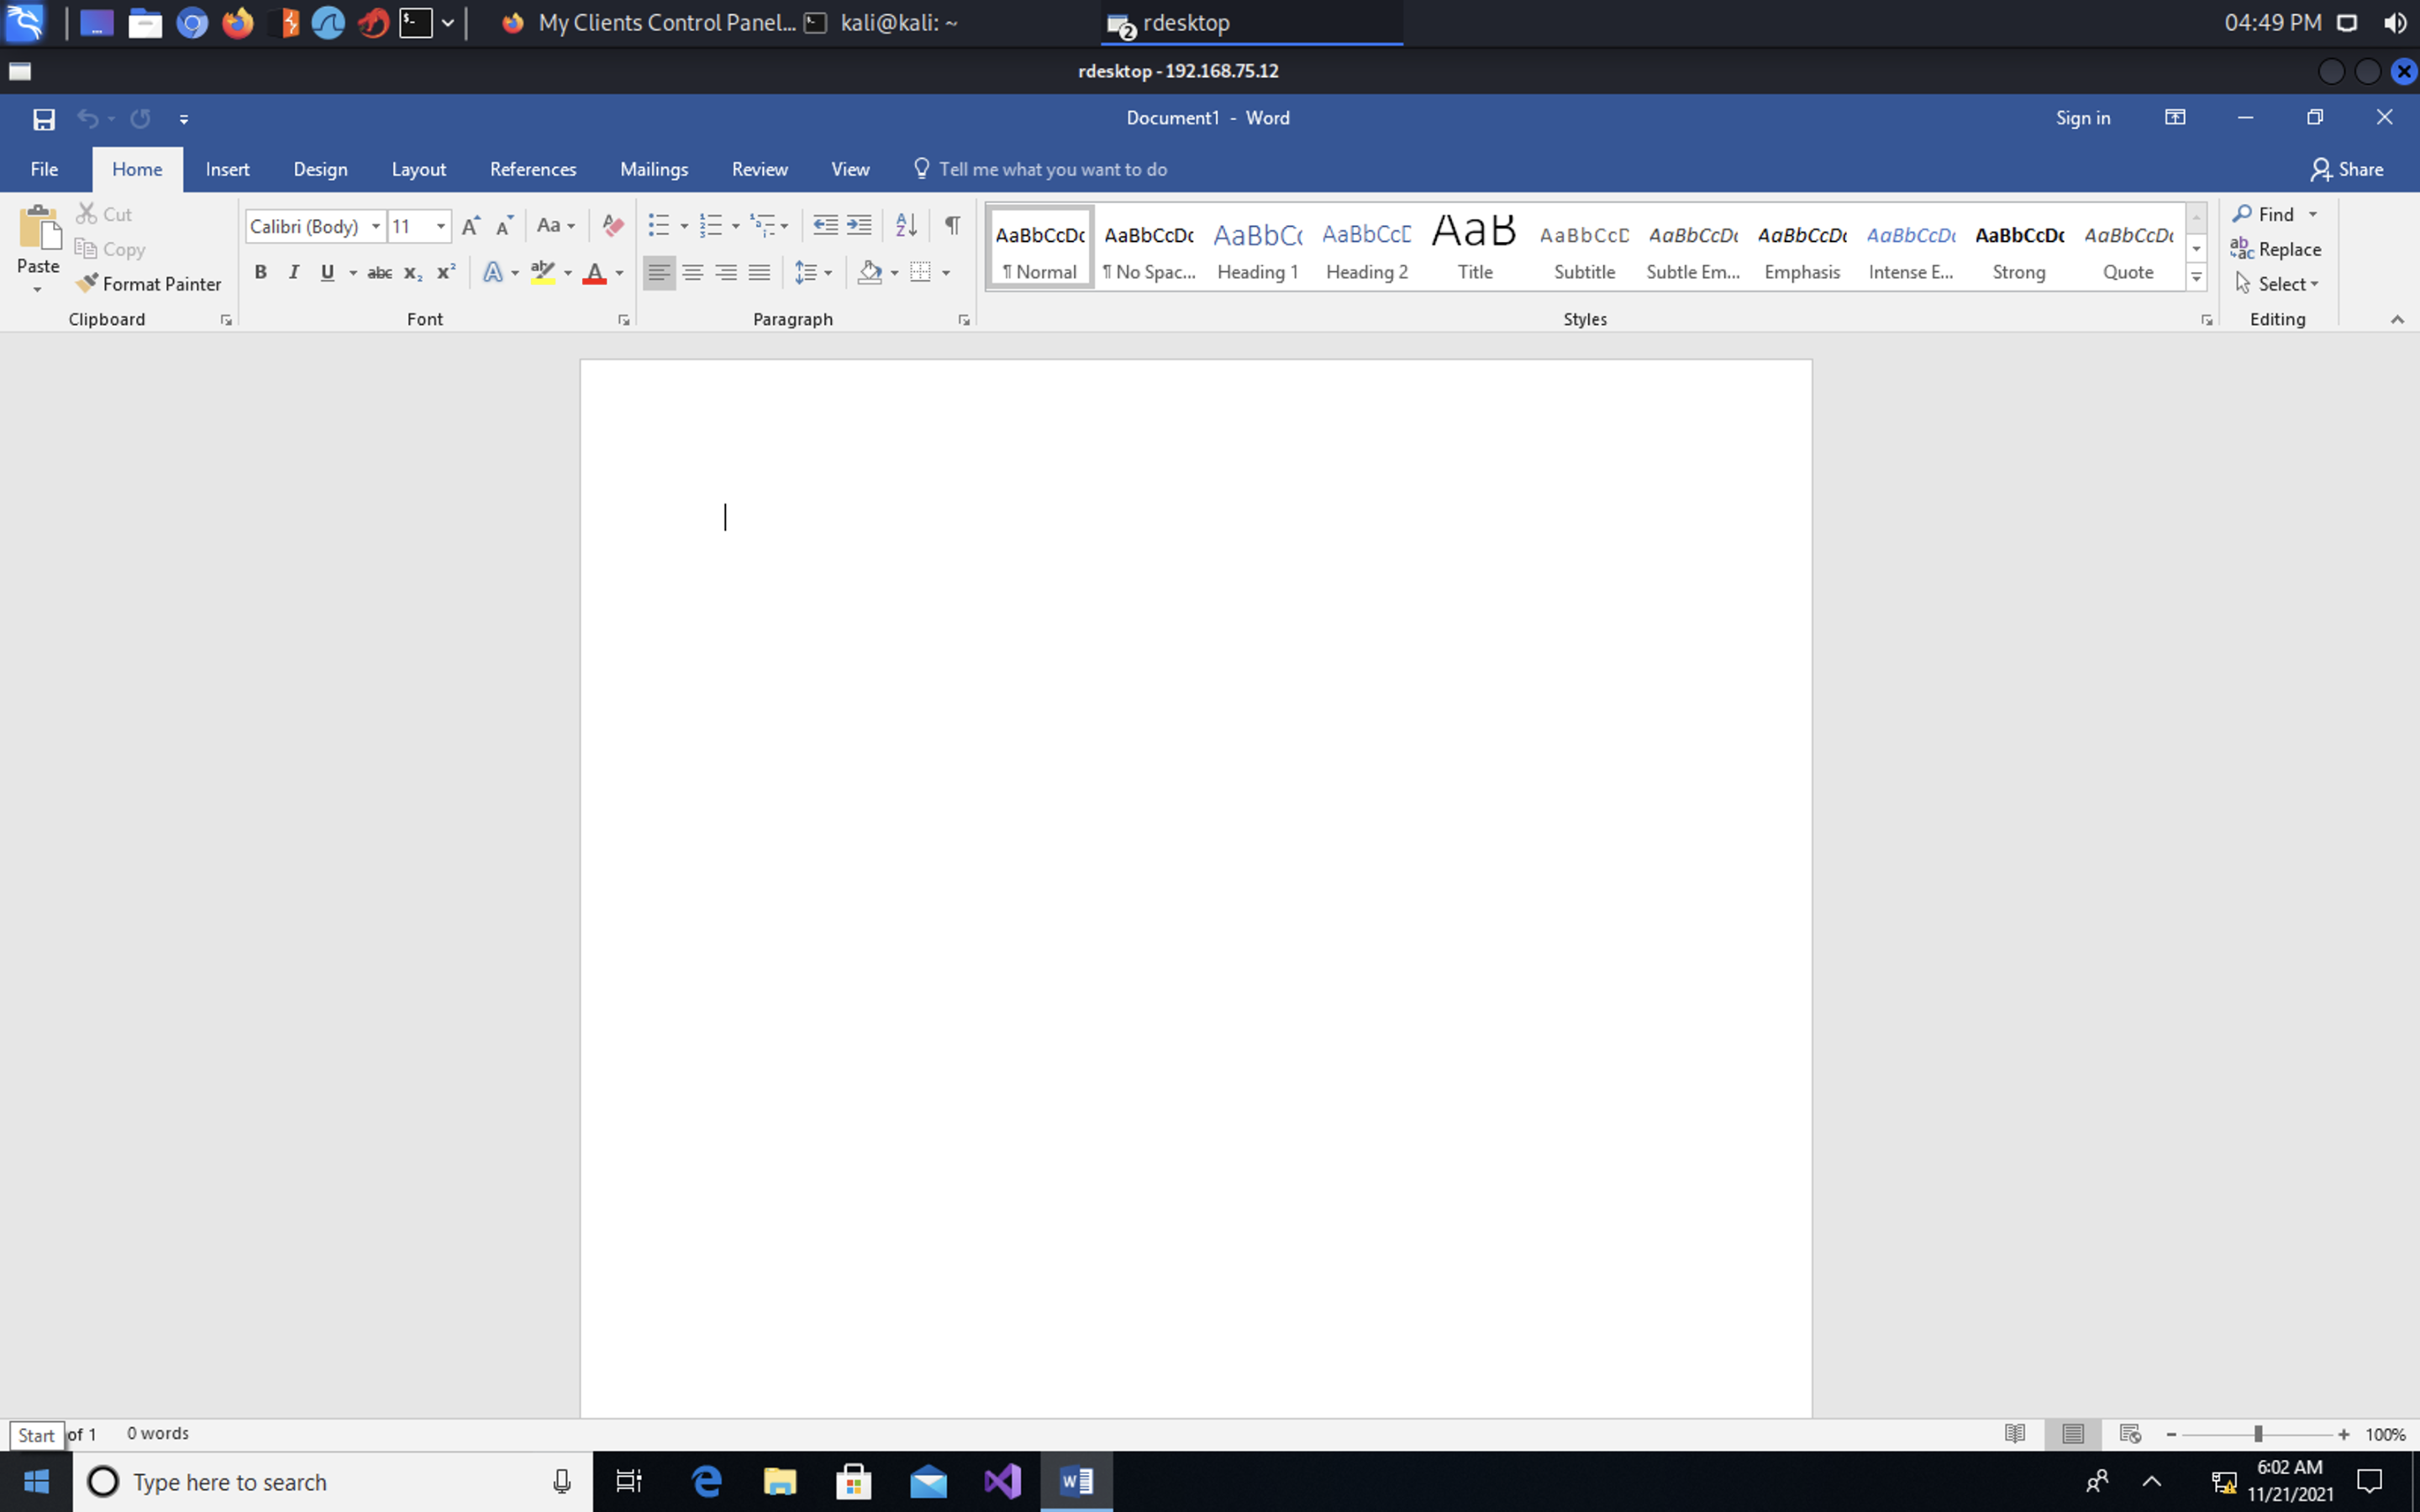 My Clients Control Panel... kali@kali: ~ rdesktop 04:49 PM
rdesktop - 192.168.75.12
Document1 - Word Sign in
File Home Insert Design Layout References Mailings Review View Tell me what you want to do Share
Paste
Cut
Copy
Format Painter
Clipboard
Calibri (Body) 11 Aa
B I U abc x₂ x² A aby A
Font
A Z ¶
Paragraph
AaBbCcDc AaBbCcDc AaBbCc AaBbCcD AaB AaBbCcD AaBbCcDc AaBbCcDc AaBbCcDc AaBbCcDc AaBbCcDc
¶ Normal ¶ No Spac... Heading 1 Heading 2 Title Subtitle Subtle Em... Emphasis Intense E... Strong Quote
Styles
Find
Replace
Select
Editing
Start of 1 0 words 100%
Type here to search 6:02 AM
11/21/2021